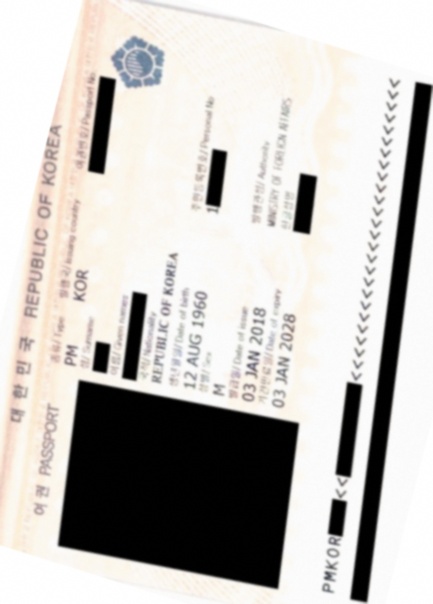 여권 PASSPORT
대한민국 REPUBLIC OF KOREA
종류/Type
PM
발행국/Issuing country
KOR
여권번호/Passport No.
성/Surname
이름/Given names
국적/Nationality
REPUBLIC OF KOREA
생년월일/Date of birth
12 AUG 1960
주민등록번호/Personal No
1
성별/Sex
M
발급일/Date of issue
03 JAN 2018
발행관청/Authority
MINISTRY OF FOREIGN AFFAIRS
기간만료일/Date of expiry
03 JAN 2028
한글성명
PMKOR
<<
<<<<<<<<<<<<<<<<<<<<<<